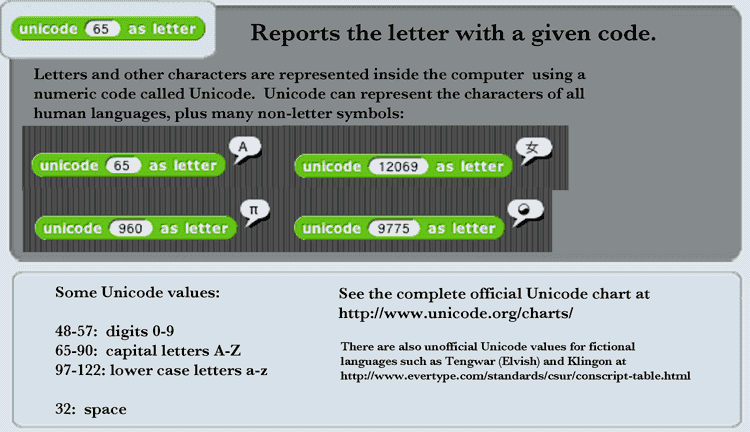 unicode 65 as letter
Reports the letter with a given code.
Letters and other characters are represented inside the computer using a
numeric code called Unicode. Unicode can represent the characters of all
human languages, plus many non-letter symbols:
unicode 65 as letter A
unicode 12069 as letter 女
unicode 960 as letter π
unicode 9775 as letter ☯
Some Unicode values:
48-57: digits 0-9
65-90: capital letters A-Z
97-122: lower case letters a-z
32: space
See the complete official Unicode chart at
http://www.unicode.org/charts/
There are also unofficial Unicode values for fictional
languages such as Tengwar (Elvish) and Klingon at
http://www.evertype.com/standards/csur/conscript-table.html